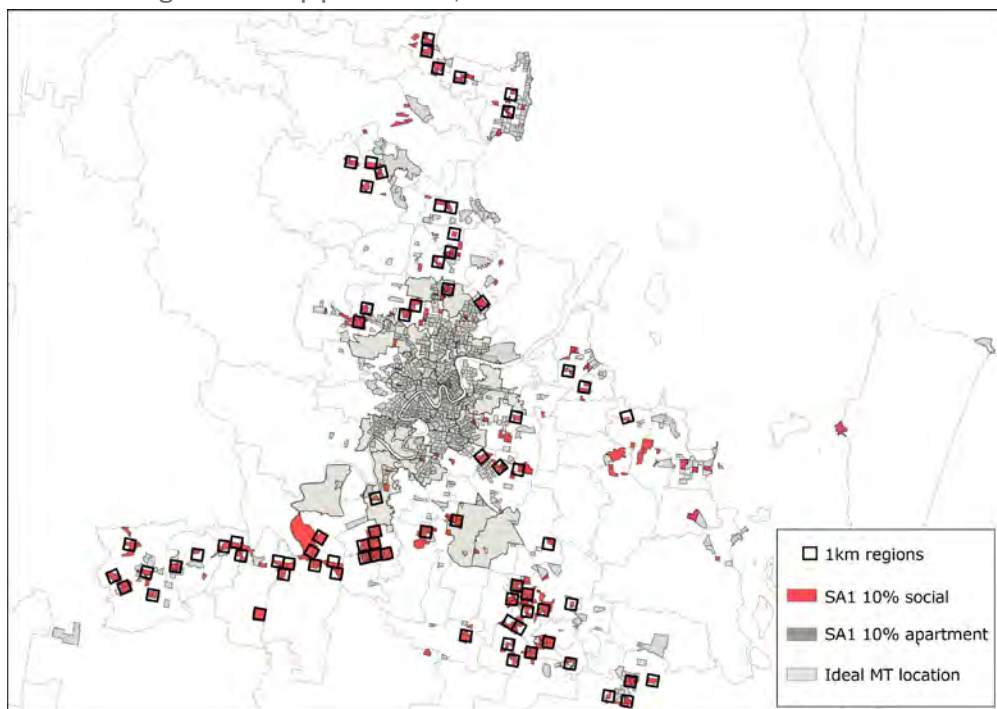 1km regions
SA1 10% social
SA1 10% apartment
Ideal MT location